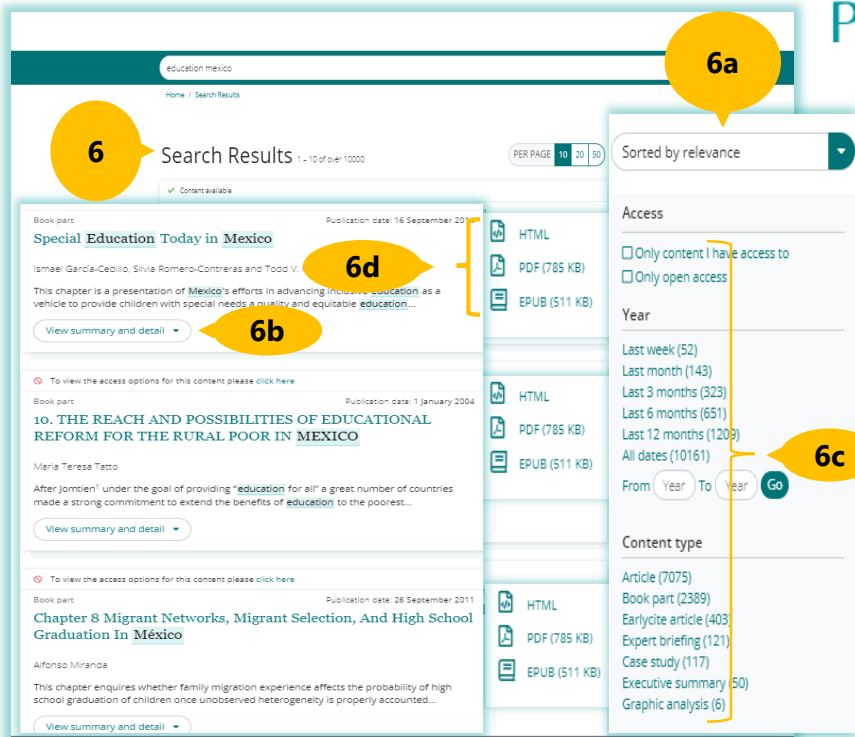 P
6a
education mexico
Home / Search Results
6
Search Results 1 – 10 of over 10000
PER PAGE 10 20 50
Sorted by relevance
Content available
Book part
Publication date: 16 September
Special Education Today in Mexico
Ismael García-Cedillo, Silvia Romero-Contreras and Todd V.
This chapter is a presentation of Mexico's efforts in advancing inclusive education as a
vehicle to provide children with special needs a quality and equitable education...
View summary and detail
6b
6d
HTML
PDF (785 KB)
EPUB (511 KB)
To view the access options for this content please click here
Book part
Publication date: 1 January 2004
10. THE REACH AND POSSIBILITIES OF EDUCATIONAL
REFORM FOR THE RURAL POOR IN MEXICO
Maria Teresa Tatto
After Jomtien¹ under the goal of providing "education for all" a great number of countries
made a strong commitment to extend the benefits of education to the poorest...
View summary and detail
HTML
PDF (785 KB)
EPUB (511 KB)
To view the access options for this content please click here
Book part
Publication date: 26 September 2011
Chapter 8 Migrant Networks, Migrant Selection, And High School
Graduation In México
Alfonso Miranda
This chapter enquires whether family migration experience affects the probability of high
school graduation of children once unobserved heterogeneity is properly accounted...
View summary and detail
HTML
PDF (785 KB)
EPUB (511 KB)
Access
Only content I have access to
Only open access
Year
Last week (52)
Last month (143)
Last 3 months (323)
Last 6 months (651)
Last 12 months (1209)
All dates (10161)
From Year To Year Go
6c
Content type
Article (7075)
Book part (2389)
Earlycite article (403)
Expert briefing (121)
Case study (117)
Executive summary (50)
Graphic analysis (6)